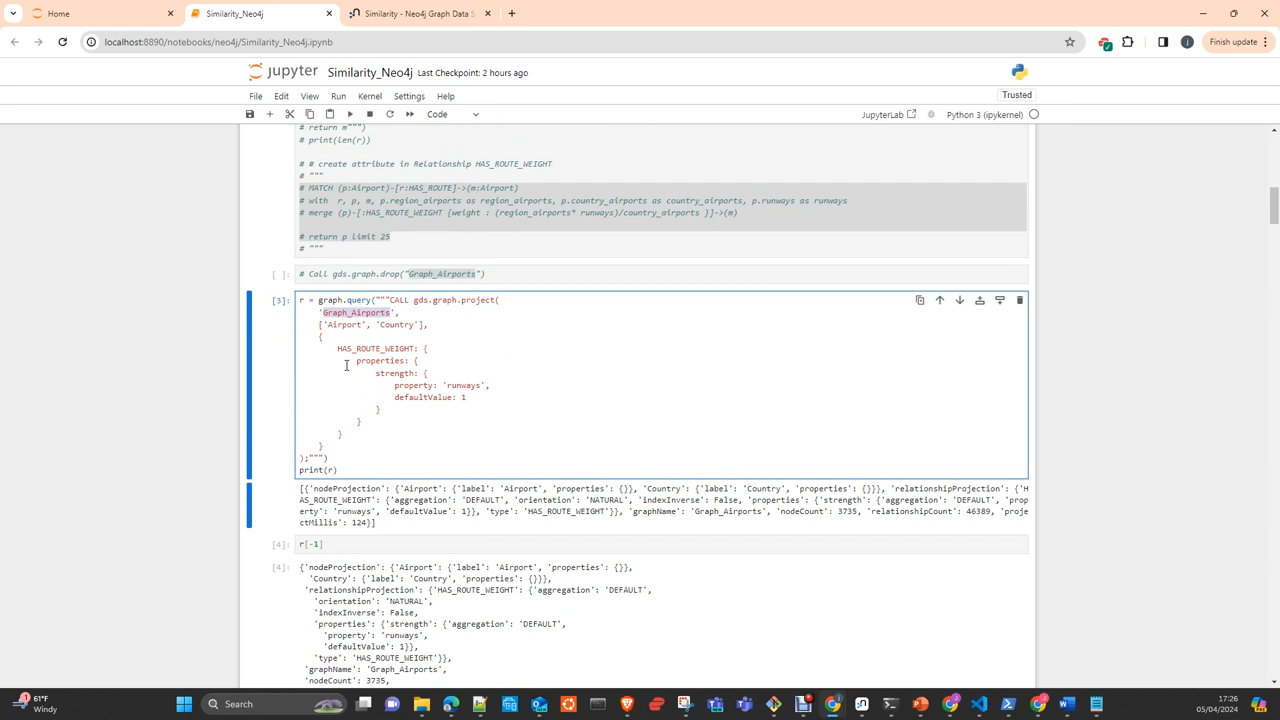 Home
Similarity_Neo4j
Similarity - Neo4j Graph Data S
localhost:8890/notebooks/neo4j/Similarity_Neo4j.ipynb
j
Finish update
jupyter Similarity_Neo4j Last Checkpoint: 2 hours ago
File Edit View Run Kernel Settings Help
Trusted
Code
JupyterLab
Python 3 (ipykernel)
# return m""")
# print(len(r))
# # create attribute in Relationship HAS_ROUTE_WEIGHT
# """
# MATCH (p:Airport)-[r:HAS_ROUTE]->(m:Airport)
# with r, p, m, p.region_airports as region_airports, p.country_airports as country_airports, p.runways as runways
# merge (p)-[:HAS_ROUTE_WEIGHT {weight : (region_airports* runways)/country_airports }]->(m)
# return p limit 25
# """
[ ]: # Call gds.graph.drop("Graph_Airports")
[3]: r = graph.query("""CALL gds.graph.project(
'Graph_Airports',
['Airport', 'Country'],
{
HAS_ROUTE_WEIGHT: {
properties: {
strength: {
property: 'runways',
defaultValue: 1
}
}
}
}
);""")
print(r)
[{'nodeProjection': {'Airport': {'label': 'Airport', 'properties': {}}, 'Country': {'label': 'Country', 'properties': {}}}, 'relationshipProjection': {'H
AS_ROUTE_WEIGHT': {'aggregation': 'DEFAULT', 'orientation': 'NATURAL', 'indexInverse': False, 'properties': {'strength': {'aggregation': 'DEFAULT', 'prop
erty': 'runways', 'defaultValue': 1}}, 'type': 'HAS_ROUTE_WEIGHT'}}, 'graphName': 'Graph_Airports', 'nodeCount': 3735, 'relationshipCount': 46389, 'proje
ctMillis': 124}]
[4]: r[-1]
[4]: {'nodeProjection': {'Airport': {'label': 'Airport', 'properties': {}},
'Country': {'label': 'Country', 'properties': {}}},
'relationshipProjection': {'HAS_ROUTE_WEIGHT': {'aggregation': 'DEFAULT',
'orientation': 'NATURAL',
'indexInverse': False,
'properties': {'strength': {'aggregation': 'DEFAULT',
'property': 'runways',
'defaultValue': 1}},
'type': 'HAS_ROUTE_WEIGHT'}},
'graphName': 'Graph_Airports',
'nodeCount': 3735,
61°F
Windy
Search
17:26
05/04/2024